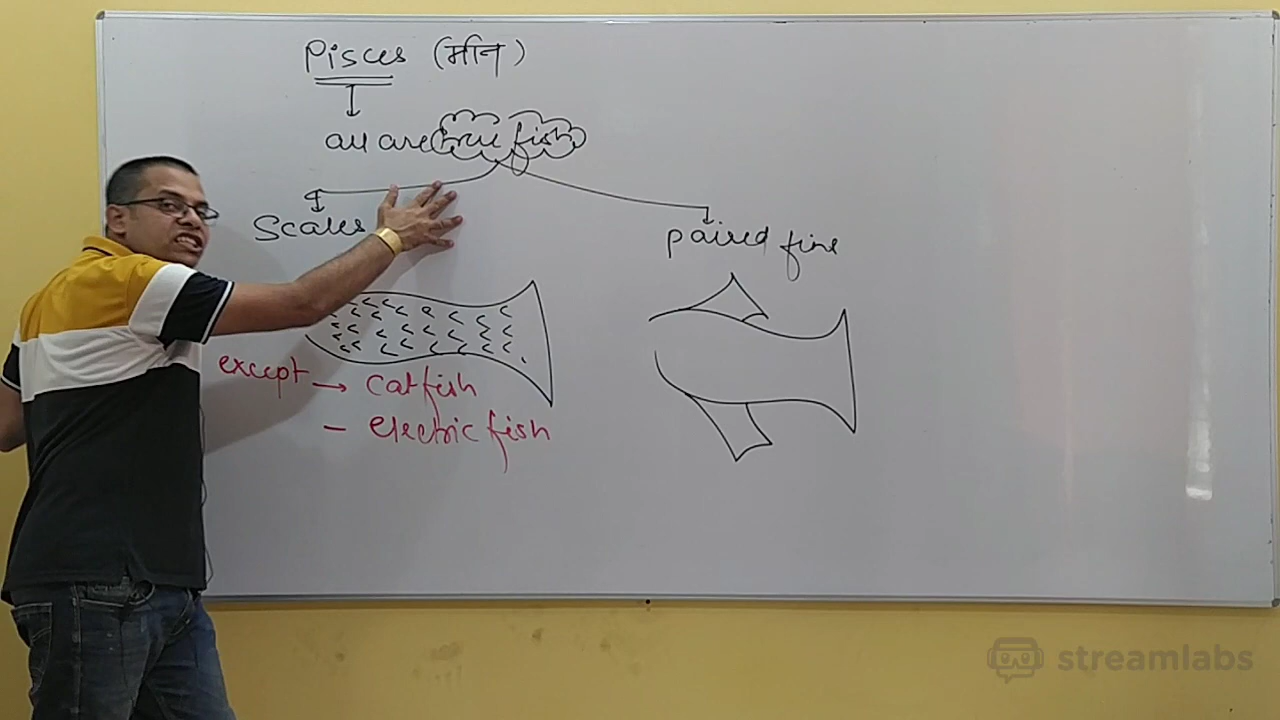 Pisces (मीन)
all are true fish
Scales
paired fins
except → Catfish
- electric fish
streamlabs